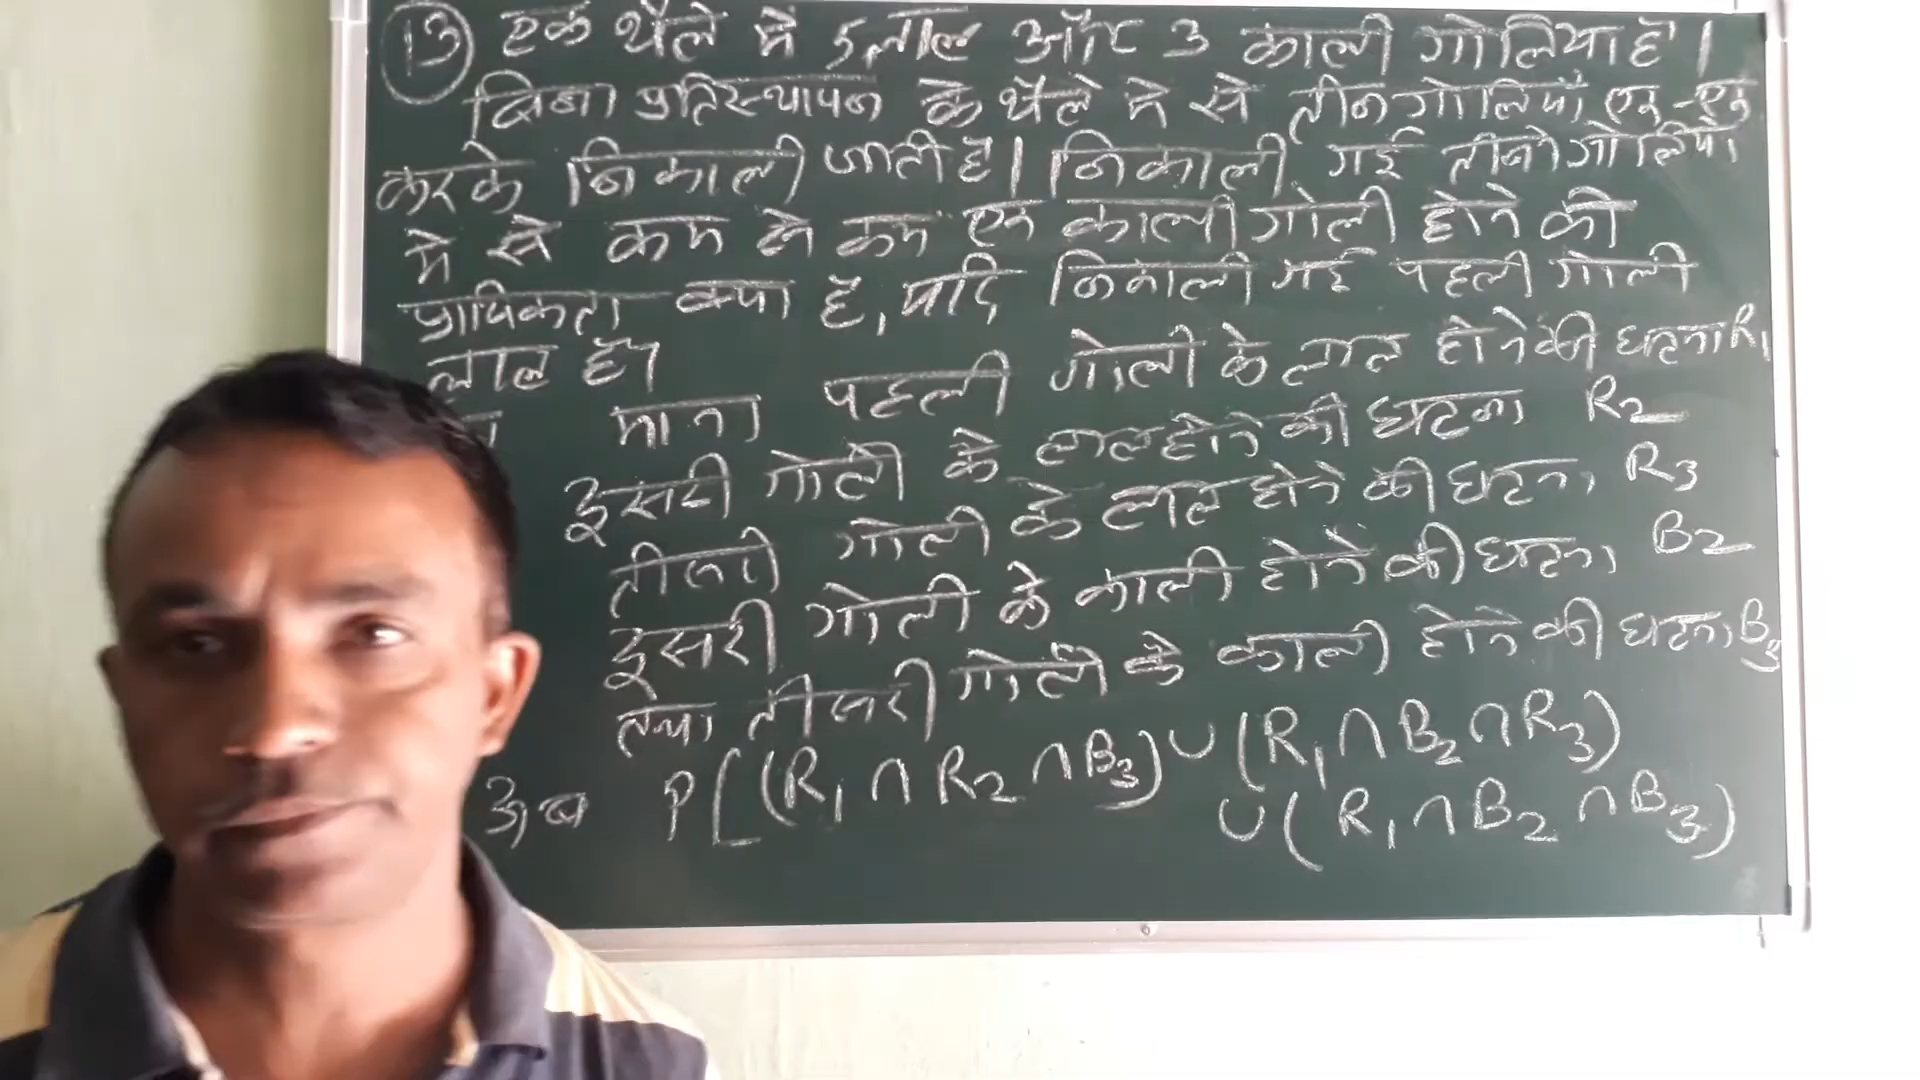 13 एक थैले में 5 लाल और 3 काली गोलियाँ है।
बिना प्रतिस्थापन के थैले में से तीन गोलियाँ एक-एक
करके निकाली जाती है। निकाली गई तीनो गोलियो
मे से कम से कम एक काली गोली होने की
प्रायिकता क्या है, यदि निकाली गई पहली गोली
लाल हो
माना पहली गोली के लाल होने की घटना R₁
दुसरी गोली के लाल होने की घटना R₂
तीसरी गोली के लाल होने की घटना R₃
दुसरी गोली के काली होने की घटना B₂
तथा तीसरी गोली के काली होने की घटना B₃
अब P[(R₁ ∩ R₂ ∩ B₃) ∪ (R₁ ∩ B₂ ∩ R₃)
∪ (R₁ ∩ B₂ ∩ B₃)